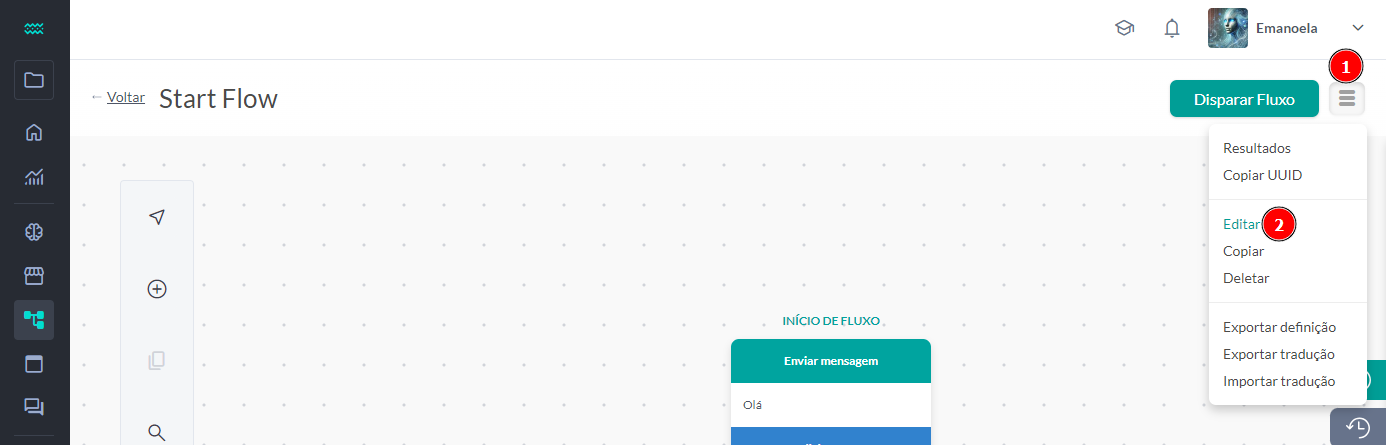 Emanoela
1
← Voltar Start Flow
Disparar Fluxo
Resultados
Copiar UUID
Editar 2
Copiar
Deletar
Exportar definição
Exportar tradução
Importar tradução
INÍCIO DE FLUXO
Enviar mensagem
Olá